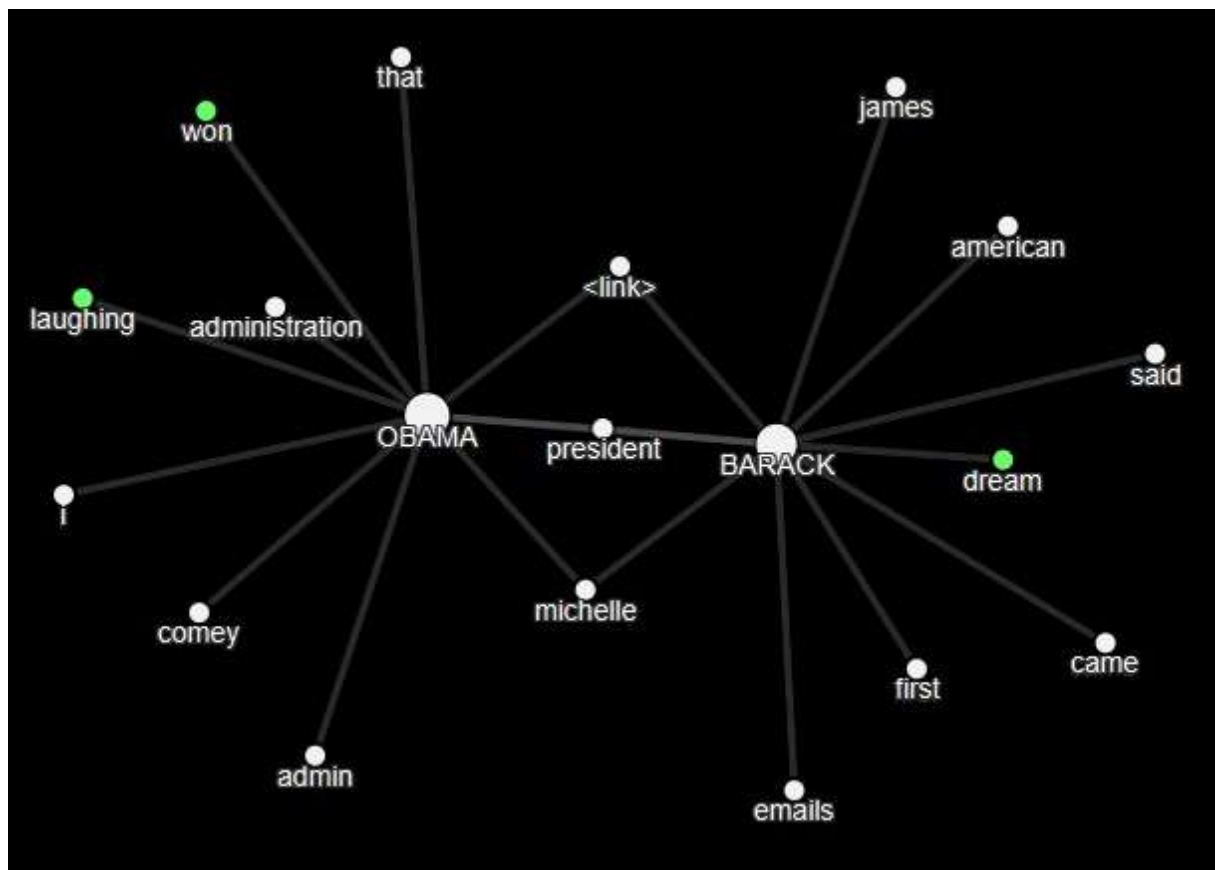 that
james
won
american
<link>
laughing
administration
said
OBAMA
president
BARACK
dream
i
michelle
comey
came
first
admin
emails